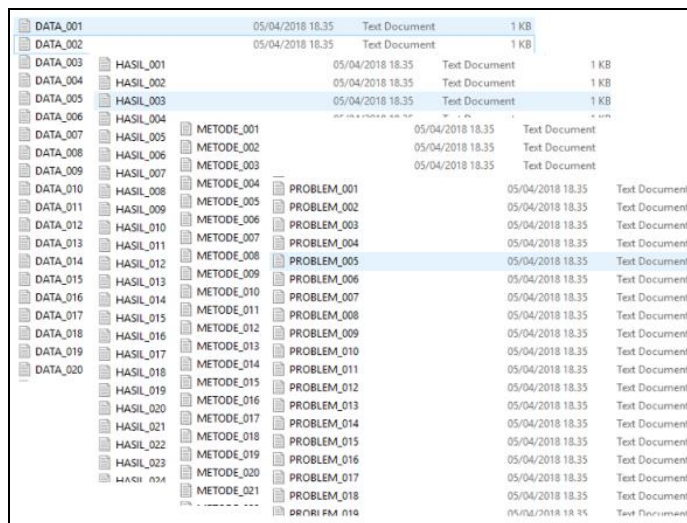 DATA_001 05/04/2018 18.35 Text Document 1 KB
DATA_002 05/04/2018 18.35 Text Document 1 KB
DATA_003
DATA_004
DATA_005
DATA_006
DATA_007
DATA_008
DATA_009
DATA_010
DATA_011
DATA_012
DATA_013
DATA_014
DATA_015
DATA_016
DATA_017
DATA_018
DATA_019
DATA_020
HASIL_001 05/04/2018 18.35 Text Document 1 KB
HASIL_002 05/04/2018 18.35 Text Document 1 KB
HASIL_003 05/04/2018 18.35 Text Document 1 KB
HASIL_004
HASIL_005
HASIL_006
HASIL_007
HASIL_008
HASIL_009
HASIL_010
HASIL_011
HASIL_012
HASIL_013
HASIL_014
HASIL_015
HASIL_016
HASIL_017
HASIL_018
HASIL_019
HASIL_020
HASIL_021
HASIL_022
HASIL_023
HASIL_024
METODE_001 05/04/2018 18.35 Text Document
METODE_002 05/04/2018 18.35 Text Document
METODE_003 05/04/2018 18.35 Text Document
METODE_004
METODE_005
METODE_006
METODE_007
METODE_008
METODE_009
METODE_010
METODE_011
METODE_012
METODE_013
METODE_014
METODE_015
METODE_016
METODE_017
METODE_018
METODE_019
METODE_020
METODE_021
PROBLEM_001 05/04/2018 18.35 Text Document
PROBLEM_002 05/04/2018 18.35 Text Document
PROBLEM_003 05/04/2018 18.35 Text Document
PROBLEM_004 05/04/2018 18.35 Text Document
PROBLEM_005 05/04/2018 18.35 Text Document
PROBLEM_006 05/04/2018 18.35 Text Document
PROBLEM_007 05/04/2018 18.35 Text Document
PROBLEM_008 05/04/2018 18.35 Text Document
PROBLEM_009 05/04/2018 18.35 Text Document
PROBLEM_010 05/04/2018 18.35 Text Document
PROBLEM_011 05/04/2018 18.35 Text Document
PROBLEM_012 05/04/2018 18.35 Text Document
PROBLEM_013 05/04/2018 18.35 Text Document
PROBLEM_014 05/04/2018 18.35 Text Document
PROBLEM_015 05/04/2018 18.35 Text Document
PROBLEM_016 05/04/2018 18.35 Text Document
PROBLEM_017 05/04/2018 18.35 Text Document
PROBLEM_018 05/04/2018 18.35 Text Document
PROBLEM_019 05/04/2018 18.35 Text Document